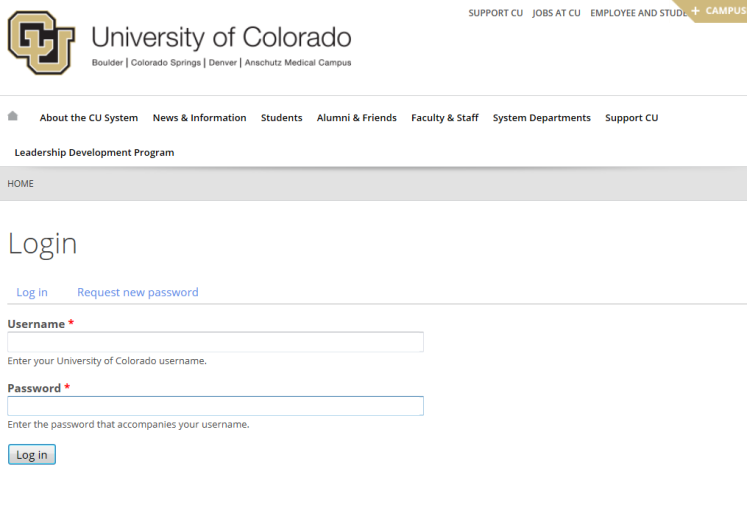 SUPPORT CU JOBS AT CU EMPLOYEE AND + CAMPUS
CU
University of Colorado
Boulder | Colorado Springs | Denver | Anschutz Medical Campus
About the CU System News & Information Students Alumni & Friends Faculty & Staff System Departments Support CU
Leadership Development Program
HOME
Login
Log in Request new password
Username *
Enter your University of Colorado username.
Password *
Enter the password that accompanies your username.
Log in